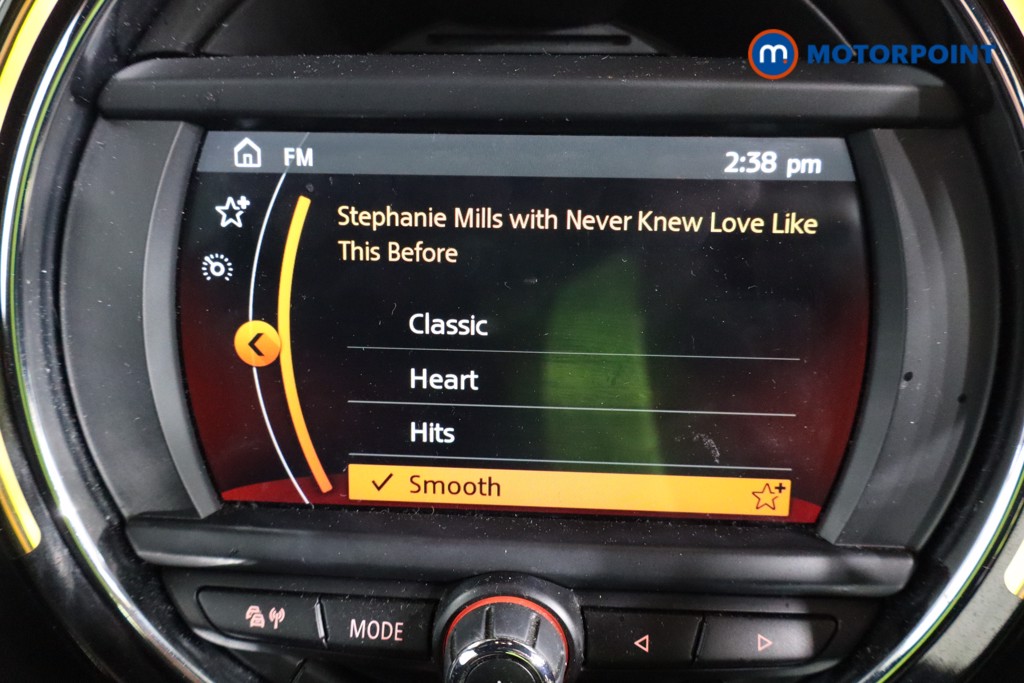 m MOTORPOINT
FM 2:38 pm
Stephanie Mills with Never Knew Love Like
This Before
Classic
Heart
Hits
Smooth
MODE